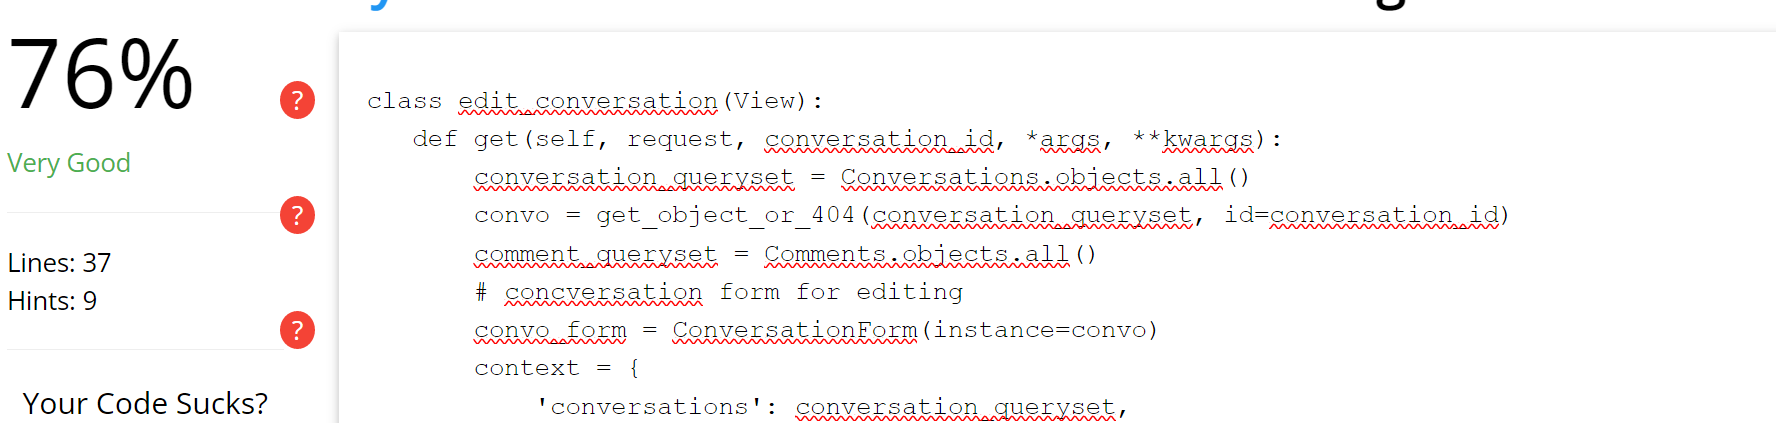 76%
?
Very Good
?
Lines: 37
Hints: 9
?
Your Code Sucks?
class edit_conversation(View):
def get(self, request, conversation_id, *args, **kwargs):
conversation_queryset = Conversations.objects.all()
convo = get_object_or_404(conversation_queryset, id=conversation_id)
comment_queryset = Comments.objects.all()
# concversation form for editing
convo_form = ConversationForm(instance=convo)
context = {
'conversations': conversation_queryset,